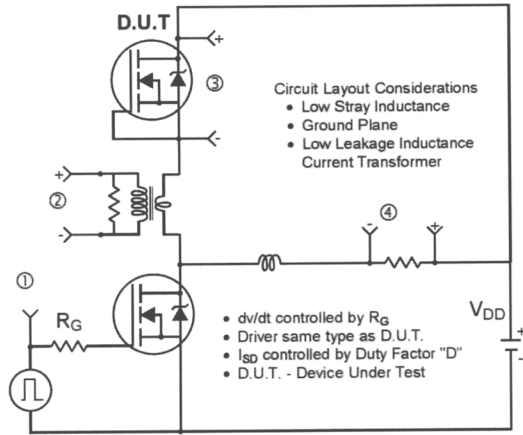 D.U.T
+
③
-
Circuit Layout Considerations
• Low Stray Inductance
• Ground Plane
• Low Leakage Inductance
Current Transformer
+
②
-
④
-
+
①
RG
VDD
+
-
• dv/dt controlled by RG
• Driver same type as D.U.T.
• ISD controlled by Duty Factor "D"
• D.U.T. - Device Under Test